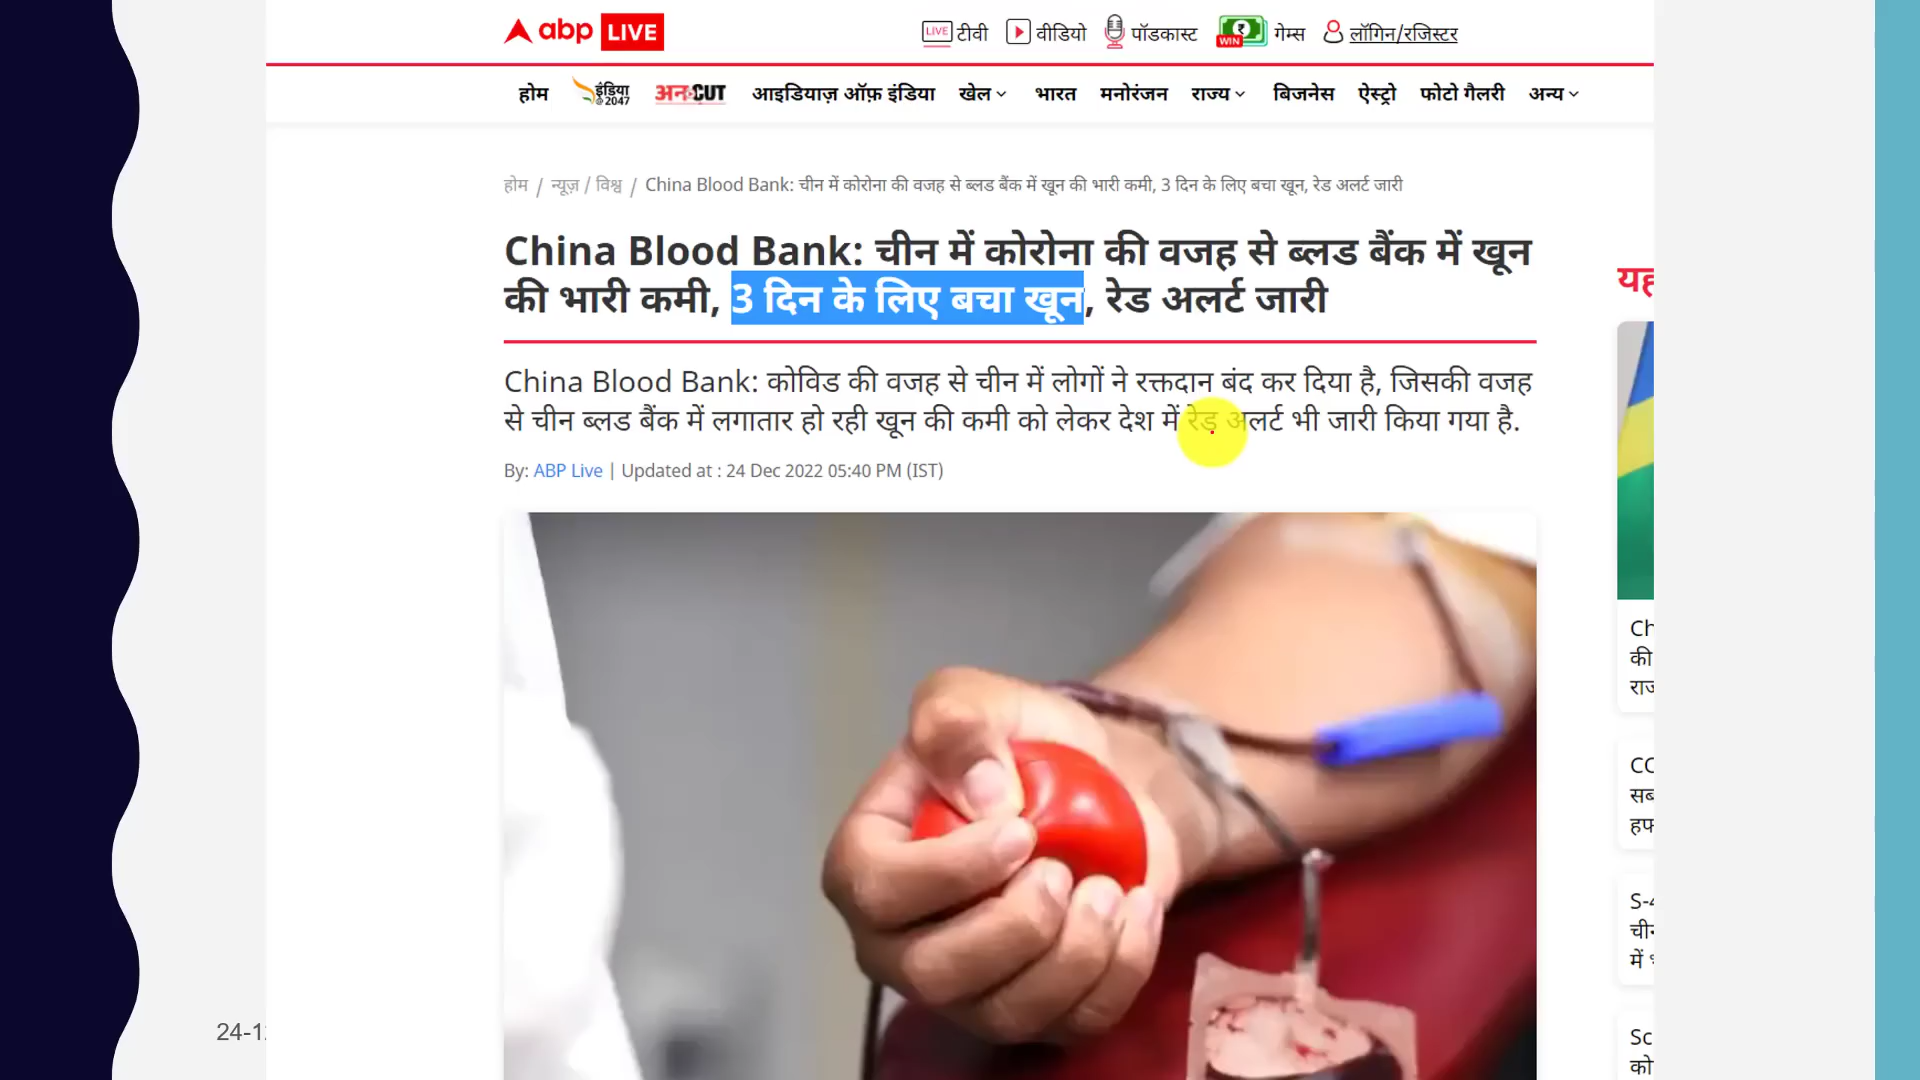 abp LIVE
LIVE टीवी वीडियो पॉडकास्ट WIN गेम्स लॉगिन/रजिस्टर
होम इंडिया @2047 अनCUT आइडियाज़ ऑफ़ इंडिया खेल भारत मनोरंजन राज्य बिजनेस ऐस्ट्रो फोटो गैलरी अन्य
होम / न्यूज़ / विश्व / China Blood Bank: चीन में कोरोना की वजह से ब्लड बैंक में खून की भारी कमी, 3 दिन के लिए बचा खून, रेड अलर्ट जारी
China Blood Bank: चीन में कोरोना की वजह से ब्लड बैंक में खून
की भारी कमी, 3 दिन के लिए बचा खून, रेड अलर्ट जारी
China Blood Bank: कोविड की वजह से चीन में लोगों ने रक्तदान बंद कर दिया है, जिसकी वजह
से चीन ब्लड बैंक में लगातार हो रही खून की कमी को लेकर देश में रेड अलर्ट भी जारी किया गया है.
By: ABP Live | Updated at : 24 Dec 2022 05:40 PM (IST)
की